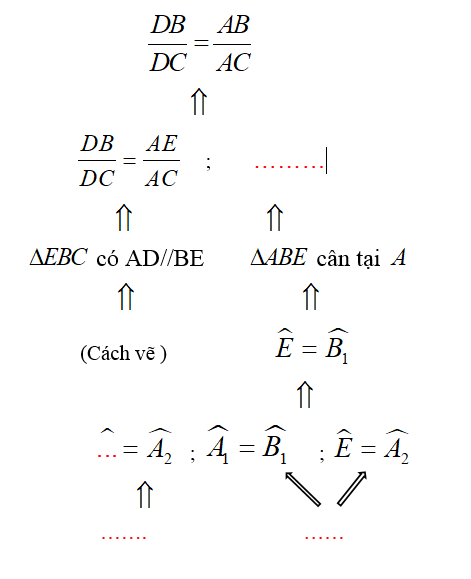 DB/DC = AB/AC
⇑
DB/DC = AE/AC ; .........
⇑ ⇑
ΔEBC có AD//BE ΔABE cân tại A
⇑ ⇑
(Cách vẽ ) Ê = B̂₁
⇑
...̂ = Â₂ ; Â₁ = B̂₁ ; Ê = Â₂
⇑
....... ......